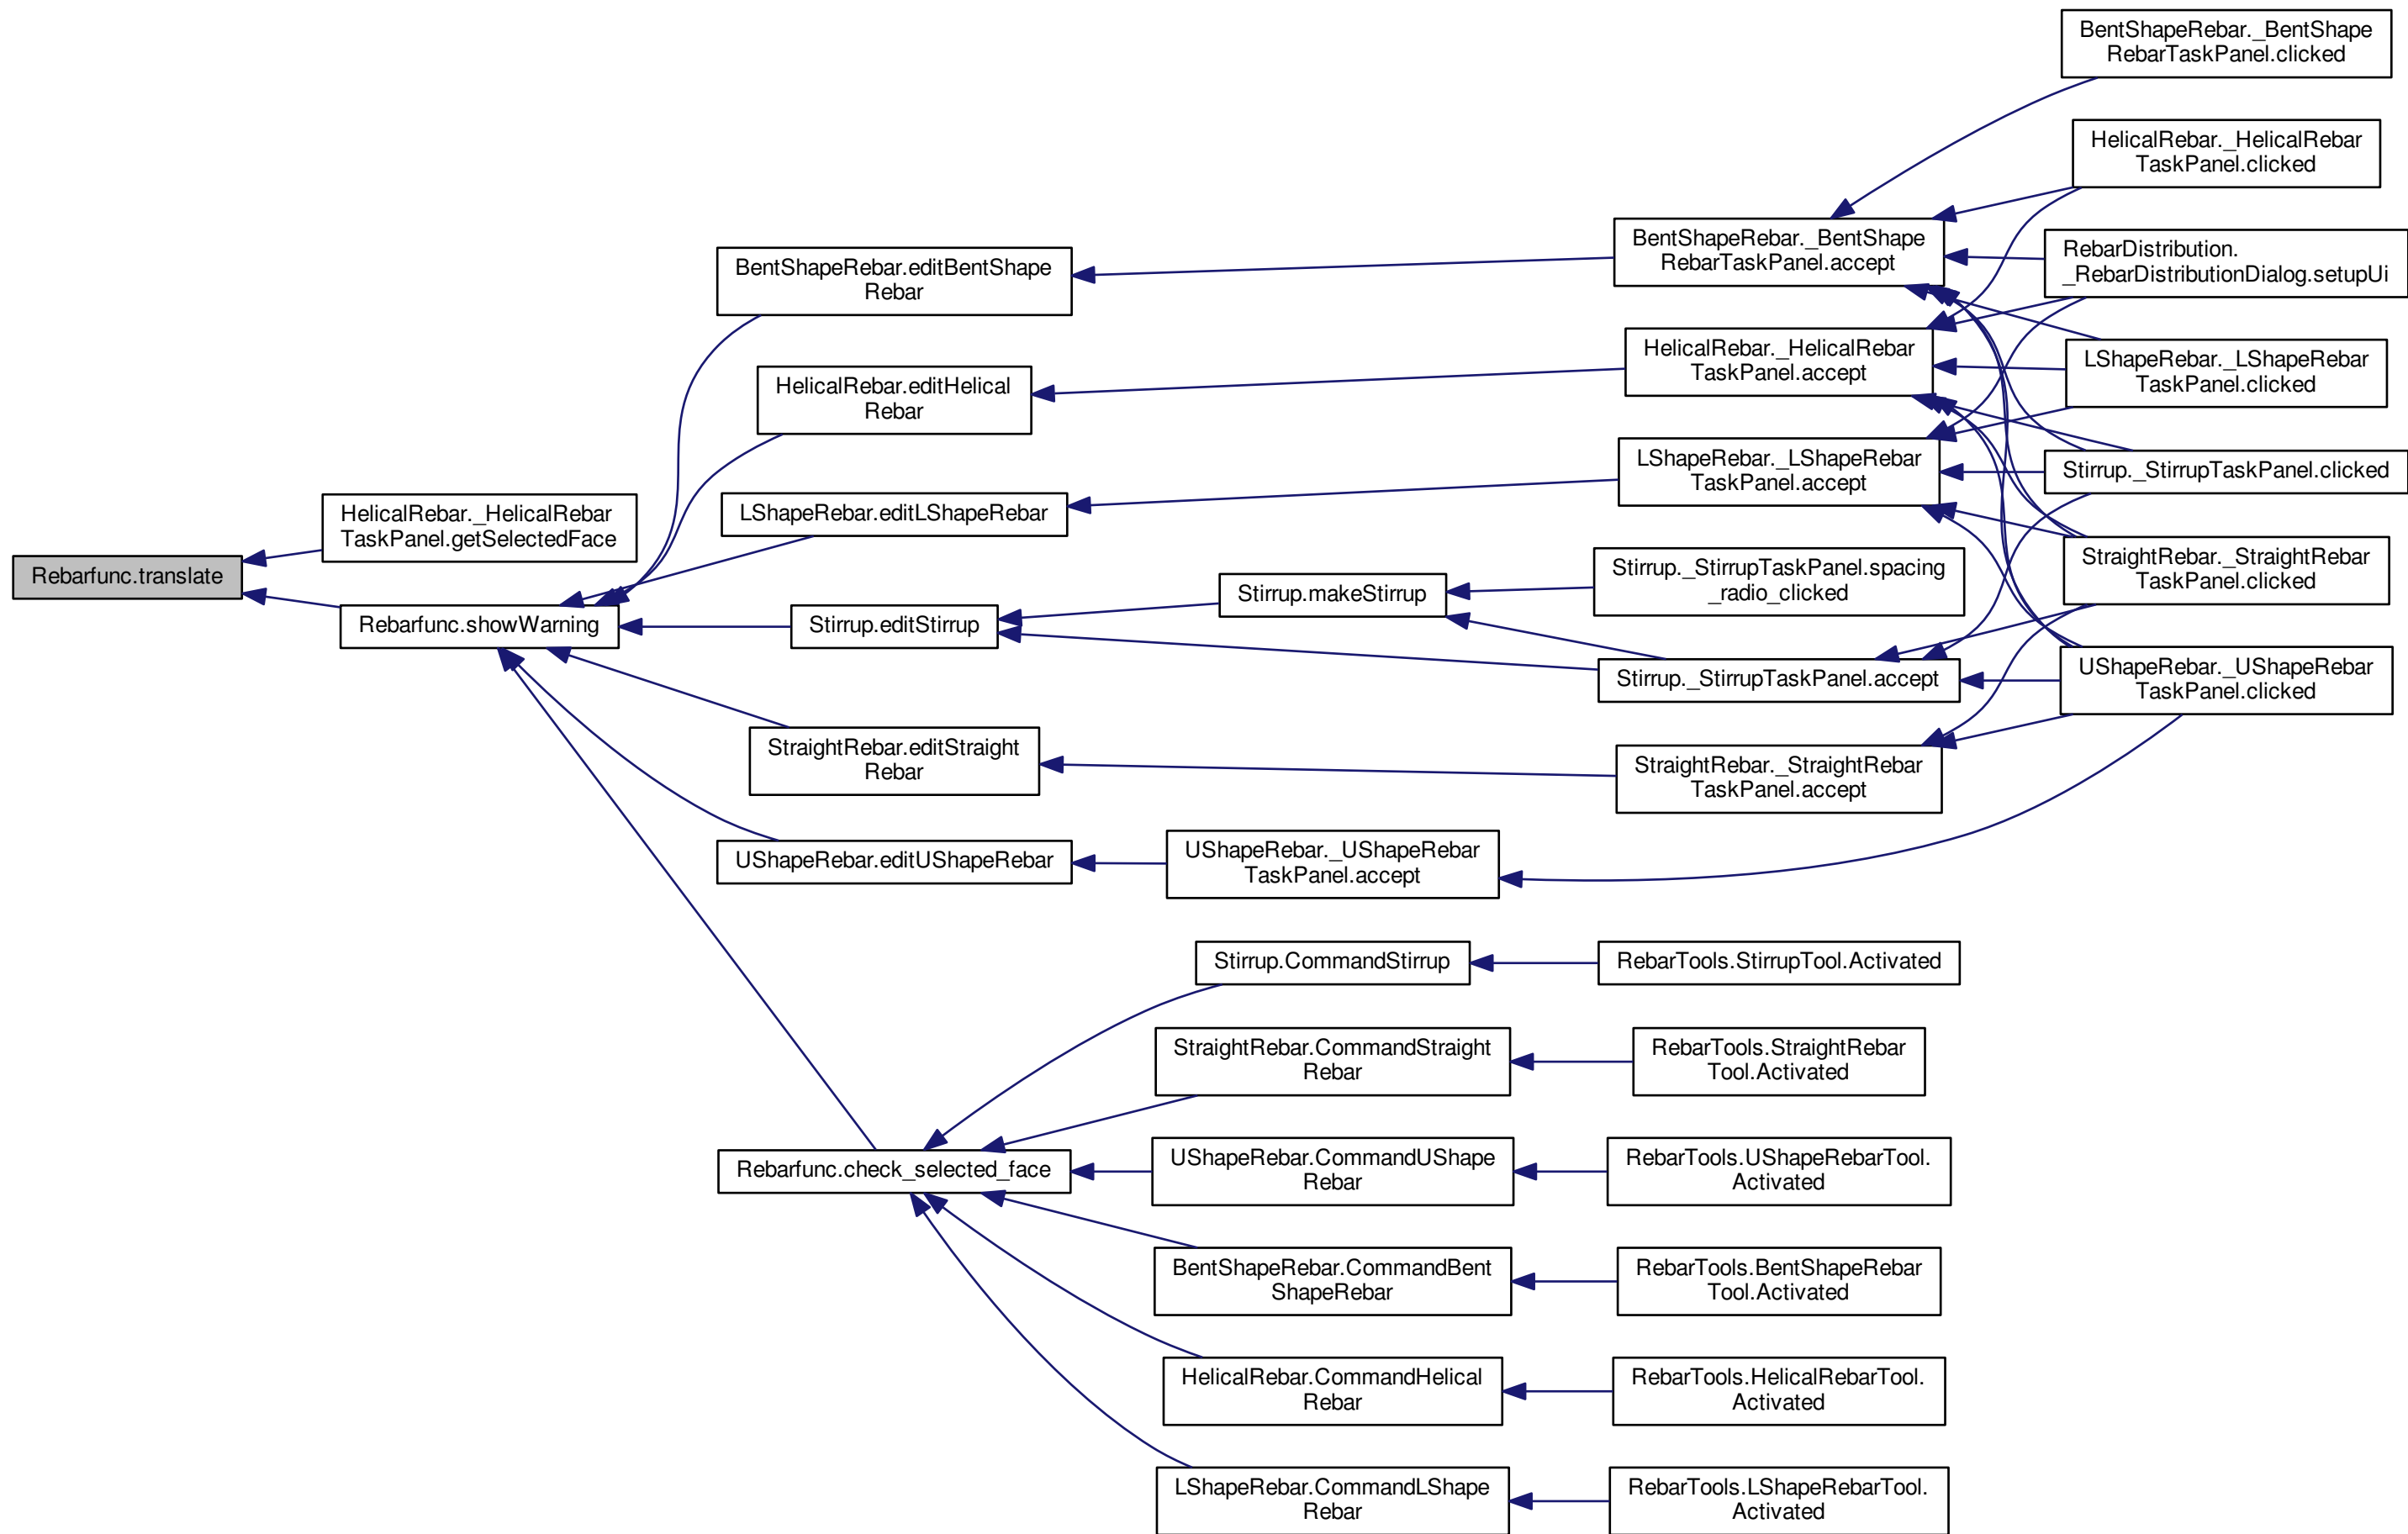 Rebarfunc.translate
HelicalRebar._HelicalRebar
TaskPanel.getSelectedFace
Rebarfunc.showWarning
BentShapeRebar.editBentShape
Rebar
HelicalRebar.editHelical
Rebar
LShapeRebar.editLShapeRebar
Stirrup.editStirrup
StraightRebar.editStraight
Rebar
UShapeRebar.editUShapeRebar
Rebarfunc.check_selected_face
Stirrup.makeStirrup
UShapeRebar._UShapeRebar
TaskPanel.accept
Stirrup.CommandStirrup
StraightRebar.CommandStraight
Rebar
UShapeRebar.CommandUShape
Rebar
BentShapeRebar.CommandBent
ShapeRebar
HelicalRebar.CommandHelical
Rebar
LShapeRebar.CommandLShape
Rebar
BentShapeRebar._BentShape
RebarTaskPanel.accept
HelicalRebar._HelicalRebar
TaskPanel.accept
LShapeRebar._LShapeRebar
TaskPanel.accept
Stirrup._StirrupTaskPanel.spacing
_radio_clicked
Stirrup._StirrupTaskPanel.accept
StraightRebar._StraightRebar
TaskPanel.accept
RebarTools.StirrupTool.Activated
RebarTools.StraightRebar
Tool.Activated
RebarTools.UShapeRebarTool.
Activated
RebarTools.BentShapeRebar
Tool.Activated
RebarTools.HelicalRebarTool.
Activated
RebarTools.LShapeRebarTool.
Activated
BentShapeRebar._BentShape
RebarTaskPanel.clicked
HelicalRebar._HelicalRebar
TaskPanel.clicked
RebarDistribution.
_RebarDistributionDialog.setupUi
LShapeRebar._LShapeRebar
TaskPanel.clicked
Stirrup._StirrupTaskPanel.clicked
StraightRebar._StraightRebar
TaskPanel.clicked
UShapeRebar._UShapeRebar
TaskPanel.clicked